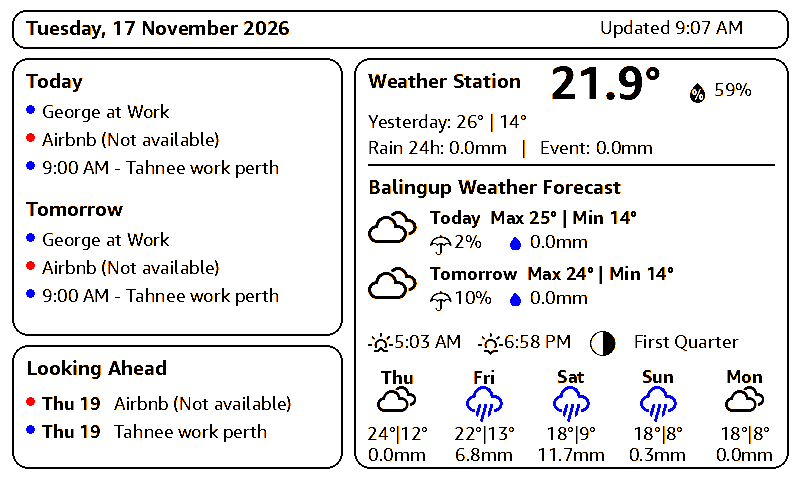 Tuesday, 17 November 2026
Updated 9:07 AM
Today
George at Work
Airbnb (Not available)
9:00 AM - Tahnee work perth
Tomorrow
George at Work
Airbnb (Not available)
9:00 AM - Tahnee work perth
Looking Ahead
Thu 19 Airbnb (Not available)
Thu 19 Tahnee work perth
Weather Station 21.9° % 59%
Yesterday: 26° | 14°
Rain 24h: 0.0mm | Event: 0.0mm
Balingup Weather Forecast
Today Max 25° | Min 14°
2% 0.0mm
Tomorrow Max 24° | Min 14°
10% 0.0mm
5:03 AM 6:58 PM First Quarter
Thu Fri Sat Sun Mon
24°|12° 22°|13° 18°|9° 18°|8° 18°|8°
0.0mm 6.8mm 11.7mm 0.3mm 0.0mm